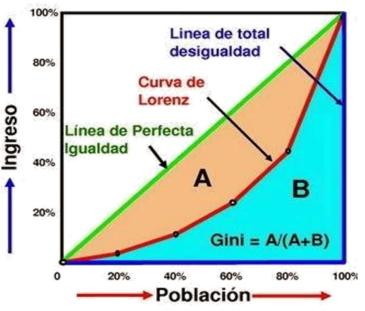 100%
80%
60%
40%
20%
Ingreso
Linea de total
desigualdad
Curva de
Lorenz
Línea de Perfecta
Igualdad
A
B
Gini = A/(A+B)
0
20%
40%
60%
80%
100%
Población